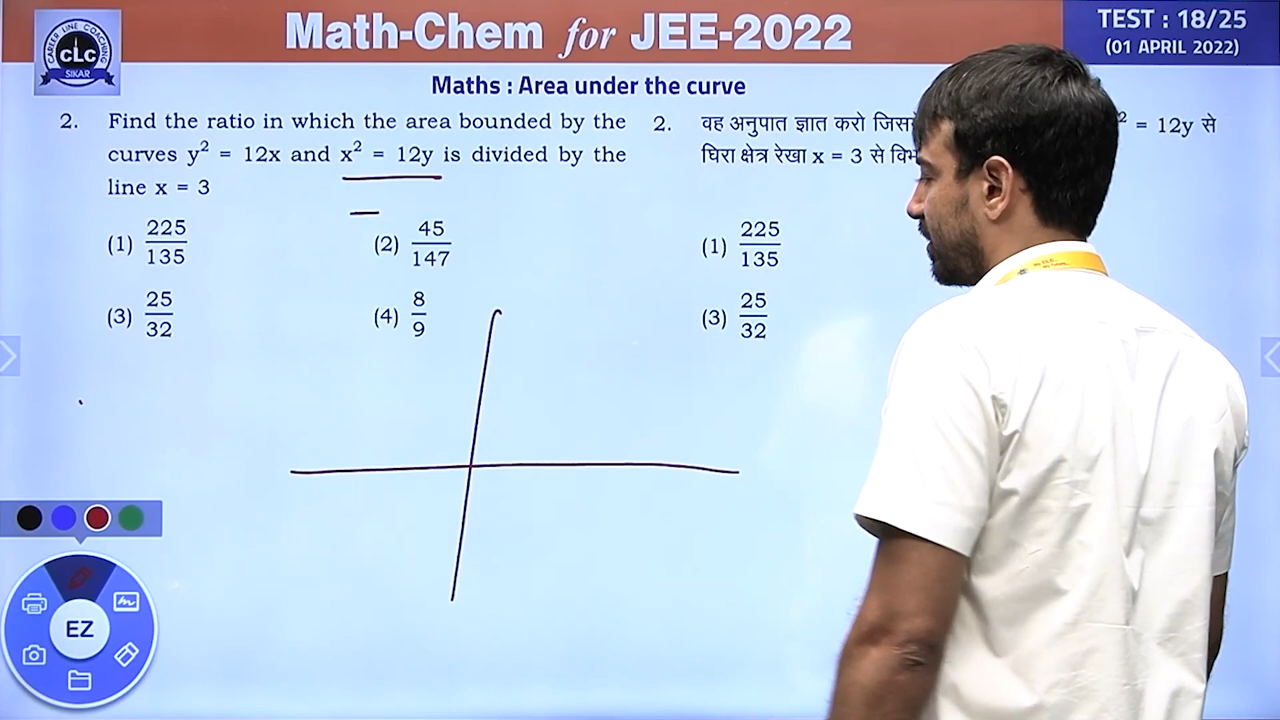 CAREER LINE COACHING
CLC
SIKAR
Math-Chem for JEE-2022
TEST : 18/25
(01 APRIL 2022)
Maths : Area under the curve
2. Find the ratio in which the area bounded by the
curves y² = 12x and x² = 12y is divided by the
line x = 3
(1) 225/135 (2) 45/147
(3) 25/32 (4) 8/9
2. वह अनुपात ज्ञात करो ² = 12y से
घिरा क्षेत्र रेखा x = 3 से
(1) 225/135
(3) 25/32
EZ